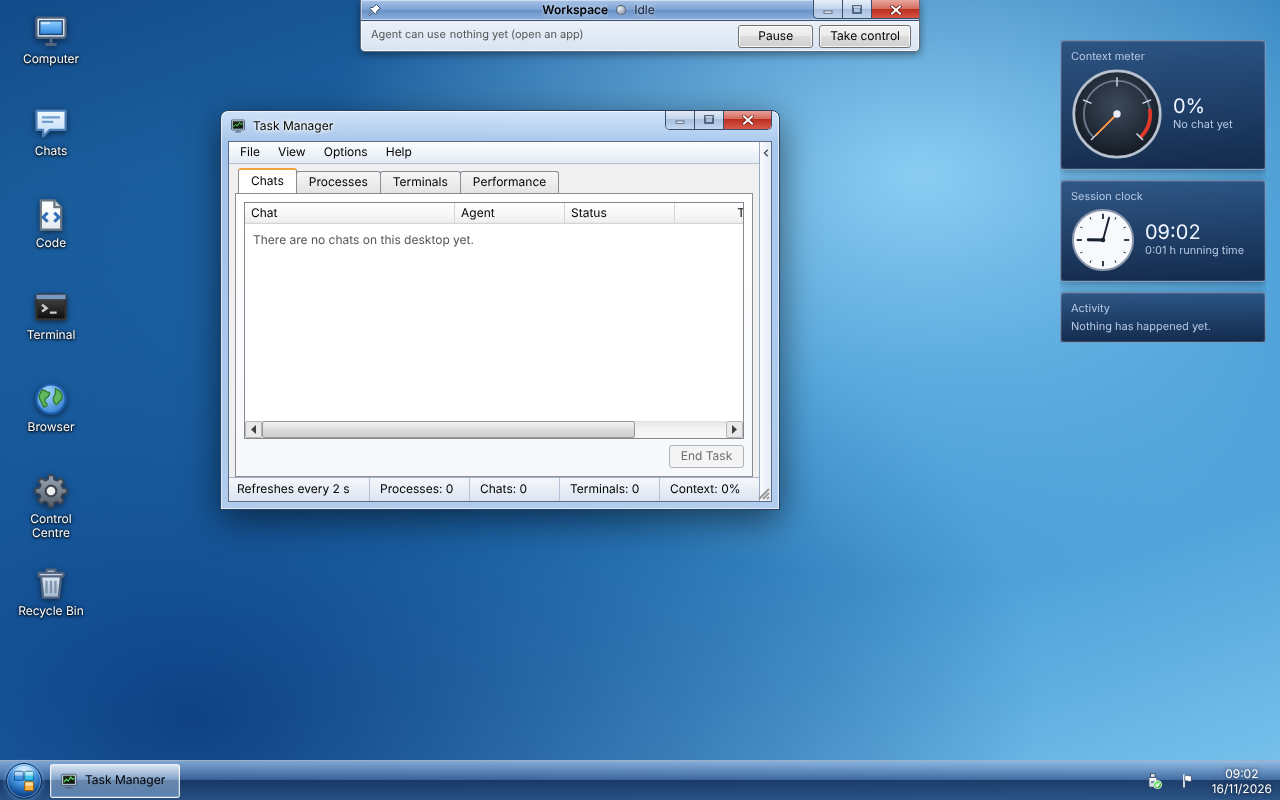 Workspace Idle
Agent can use nothing yet (open an app)
Pause
Take control
Computer
Chats
Code
Terminal
Browser
Control
Centre
Recycle Bin
Task Manager
File View Options Help
Chats Processes Terminals Performance
Chat Agent Status T
There are no chats on this desktop yet.
End Task
Refreshes every 2 s Processes: 0 Chats: 0 Terminals: 0 Context: 0%
Context meter
0%
No chat yet
Session clock
09:02
0:01 h running time
Activity
Nothing has happened yet.
Task Manager
09:02
16/11/2026